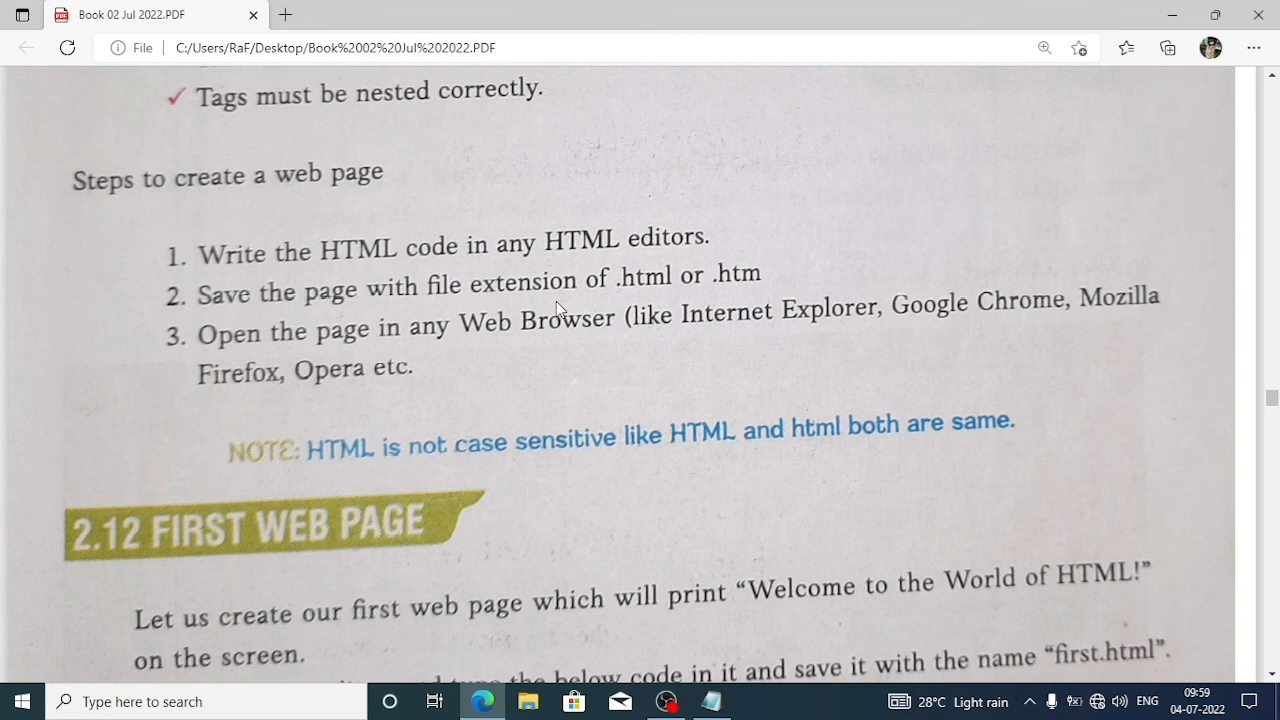 Book 02 Jul 2022.PDF
File C:/Users/RaF/Desktop/Book%2002%20Jul%202022.PDF
✓ Tags must be nested correctly.
Steps to create a web page
1. Write the HTML code in any HTML editors.
2. Save the page with file extension of .html or .htm
3. Open the page in any Web Browser (like Internet Explorer, Google Chrome, Mozilla
Firefox, Opera etc.
NOTE: HTML is not case sensitive like HTML and html both are same.
2.12 FIRST WEB PAGE
Let us create our first web page which will print “Welcome to the World of HTML!”
on the screen.
the below code in it and save it with the name “first.html”.
Type here to search
28°C Light rain
ENG
09:59
04-07-2022